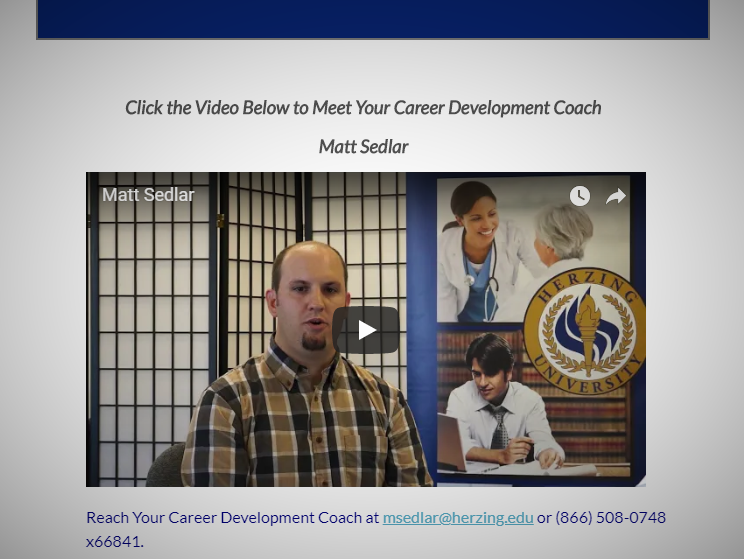 Click the Video Below to Meet Your Career Development Coach
Matt Sedlar
Matt Sedlar
HERZING
UNIVERSITY
Reach Your Career Development Coach at msedlar@herzing.edu or (866) 508-0748
x66841.